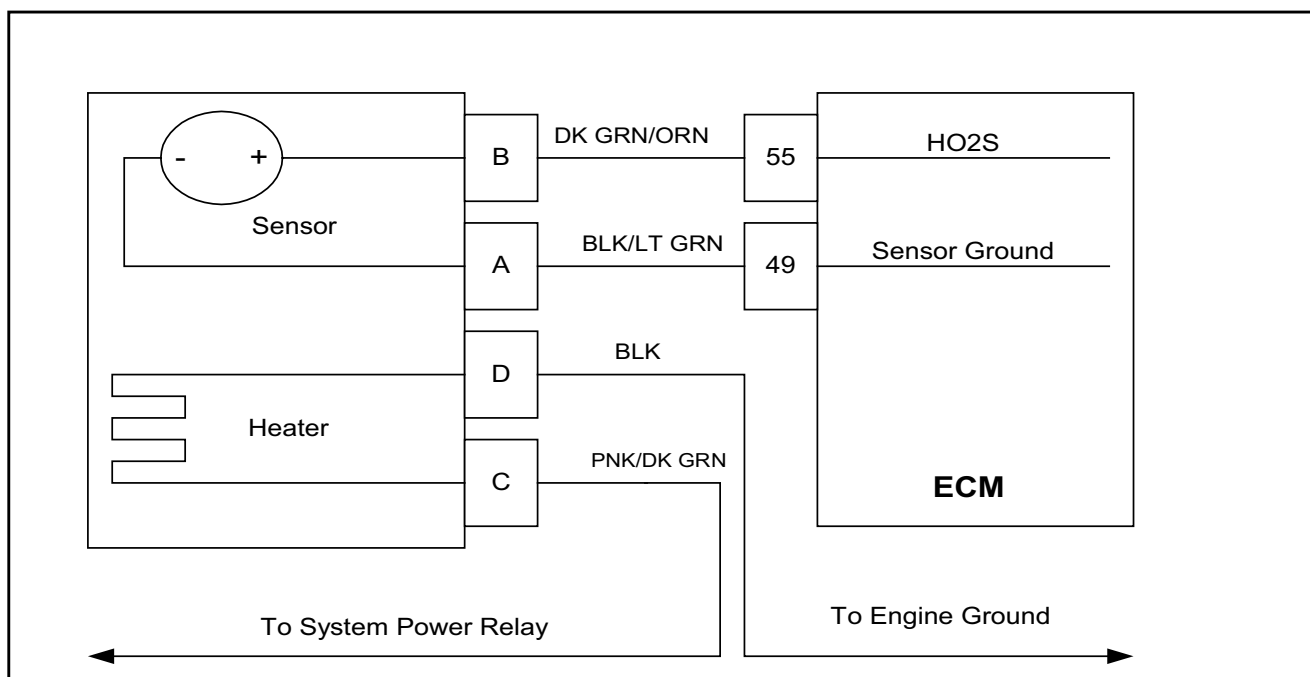 DK GRN/ORN
B
55
HO2S
- +
Sensor
BLK/LT GRN
A
49
Sensor Ground
BLK
D
Heater
PNK/DK GRN
C
ECM
To System Power Relay
To Engine Ground